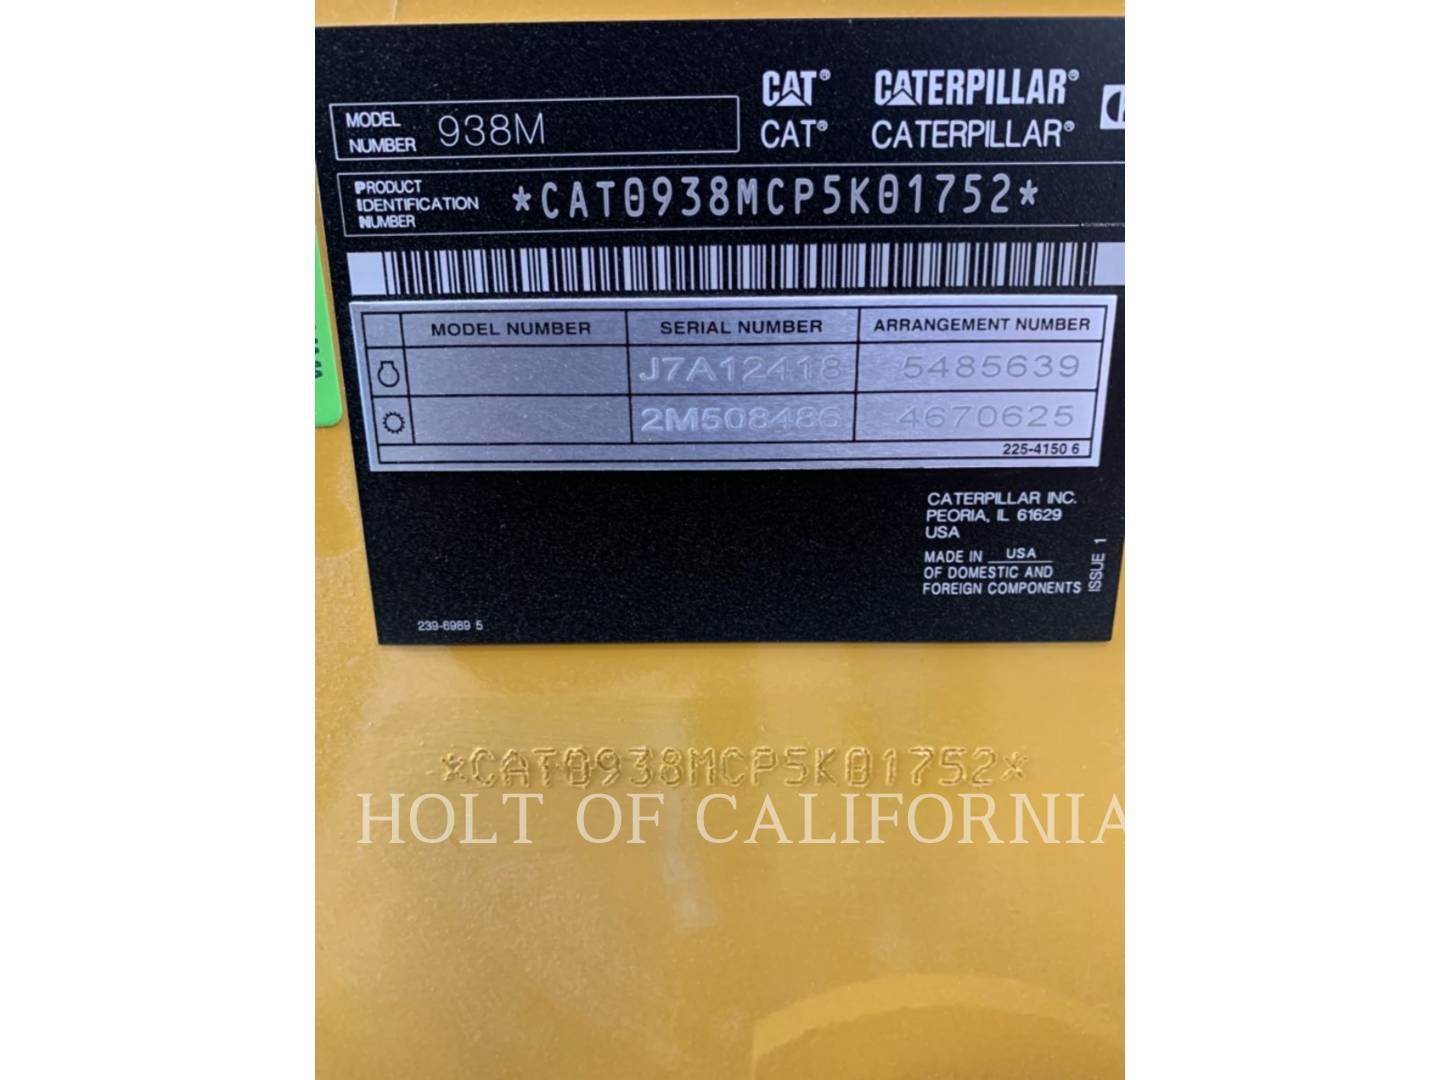 CAT® CATERPILLAR®
MODEL NUMBER 938M
CAT® CATERPILLAR®
PRODUCT IDENTIFICATION NUMBER *CAT0938MCP5K01752*
MODEL NUMBER SERIAL NUMBER ARRANGEMENT NUMBER
J7A12418 5485639
2M508486 4670625
225-4150 6
CATERPILLAR INC.
PEORIA, IL 61629
USA
MADE IN USA
OF DOMESTIC AND
FOREIGN COMPONENTS
ISSUE 1
239-6989 5
*CAT0938MCP5K01752*
HOLT OF CALIFORNIA